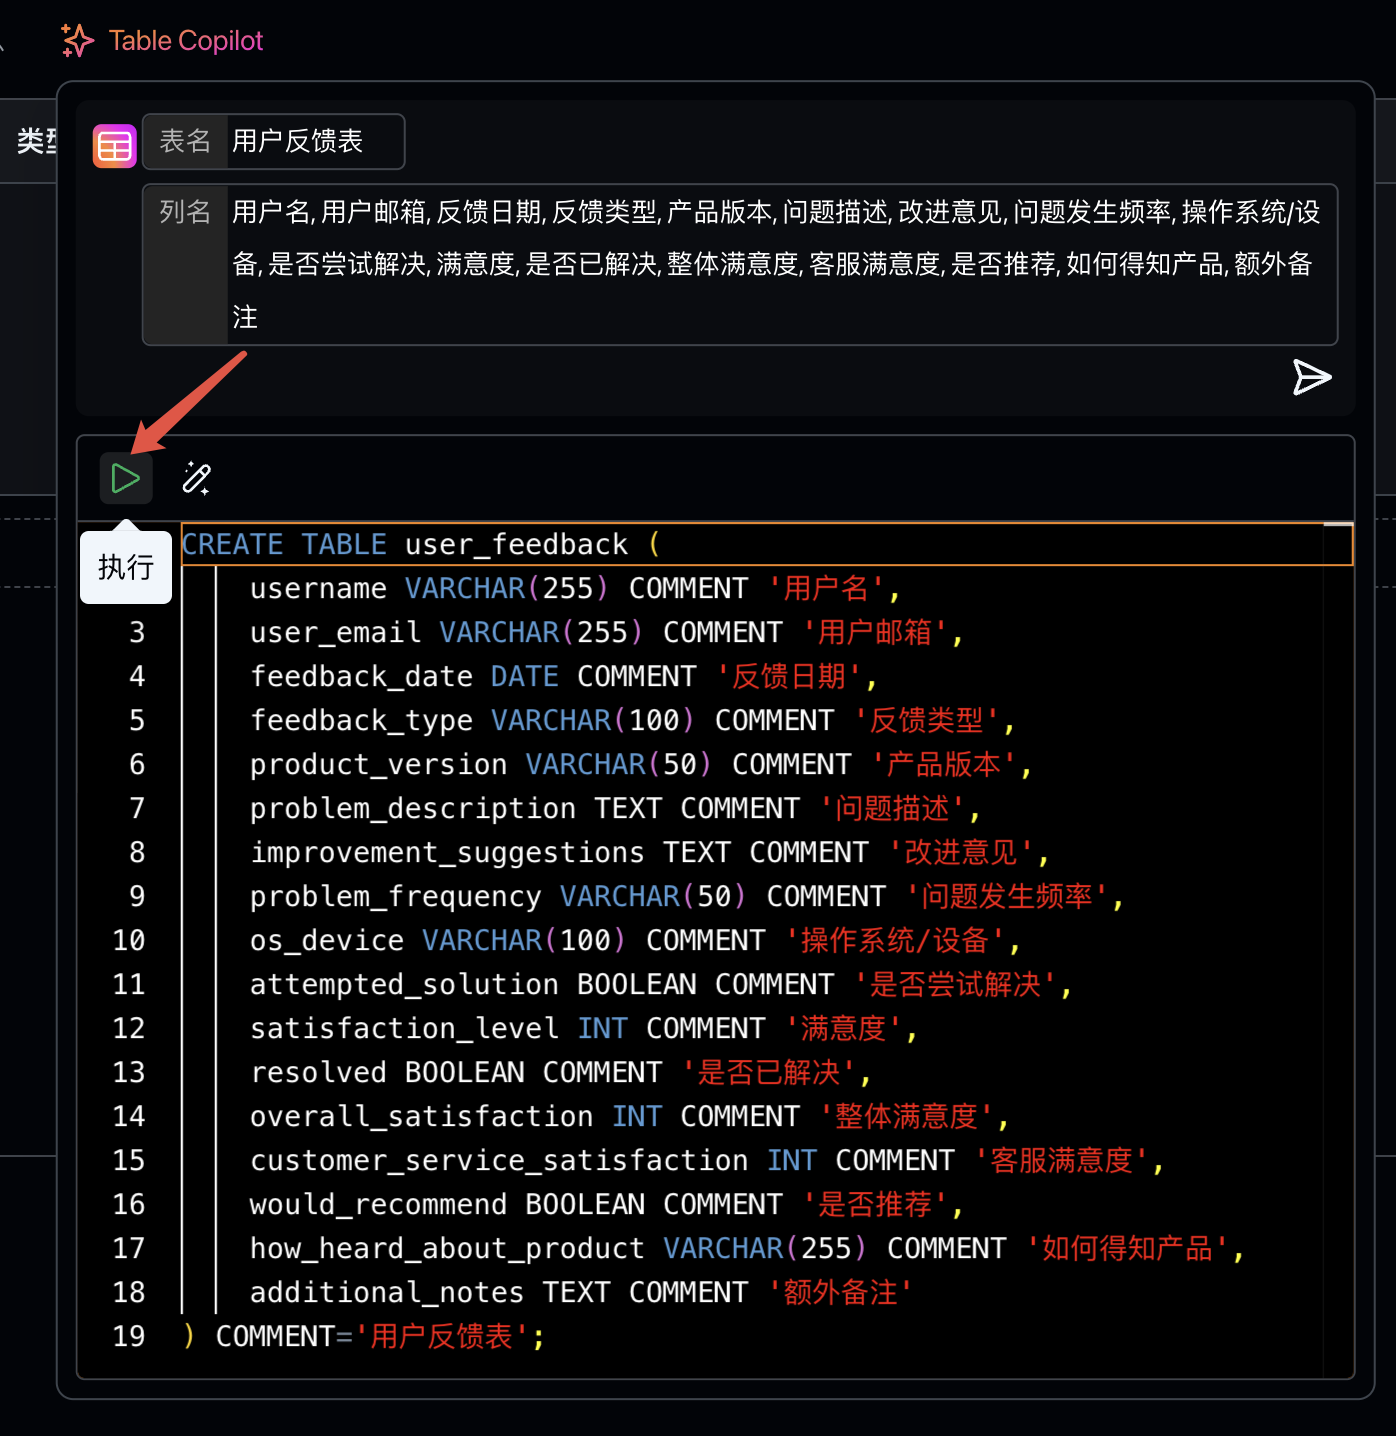 Table Copilot
类型
表名 用户反馈表
列名 用户名, 用户邮箱, 反馈日期, 反馈类型, 产品版本, 问题描述, 改进意见, 问题发生频率, 操作系统/设
备, 是否尝试解决, 满意度, 是否已解决, 整体满意度, 客服满意度, 是否推荐, 如何得知产品, 额外备
注
执行
CREATE TABLE user_feedback (
username VARCHAR(255) COMMENT '用户名',
3 user_email VARCHAR(255) COMMENT '用户邮箱',
4 feedback_date DATE COMMENT '反馈日期',
5 feedback_type VARCHAR(100) COMMENT '反馈类型',
6 product_version VARCHAR(50) COMMENT '产品版本',
7 problem_description TEXT COMMENT '问题描述',
8 improvement_suggestions TEXT COMMENT '改进意见',
9 problem_frequency VARCHAR(50) COMMENT '问题发生频率',
10 os_device VARCHAR(100) COMMENT '操作系统/设备',
11 attempted_solution BOOLEAN COMMENT '是否尝试解决',
12 satisfaction_level INT COMMENT '满意度',
13 resolved BOOLEAN COMMENT '是否已解决',
14 overall_satisfaction INT COMMENT '整体满意度',
15 customer_service_satisfaction INT COMMENT '客服满意度',
16 would_recommend BOOLEAN COMMENT '是否推荐',
17 how_heard_about_product VARCHAR(255) COMMENT '如何得知产品',
18 additional_notes TEXT COMMENT '额外备注'
19 ) COMMENT='用户反馈表';